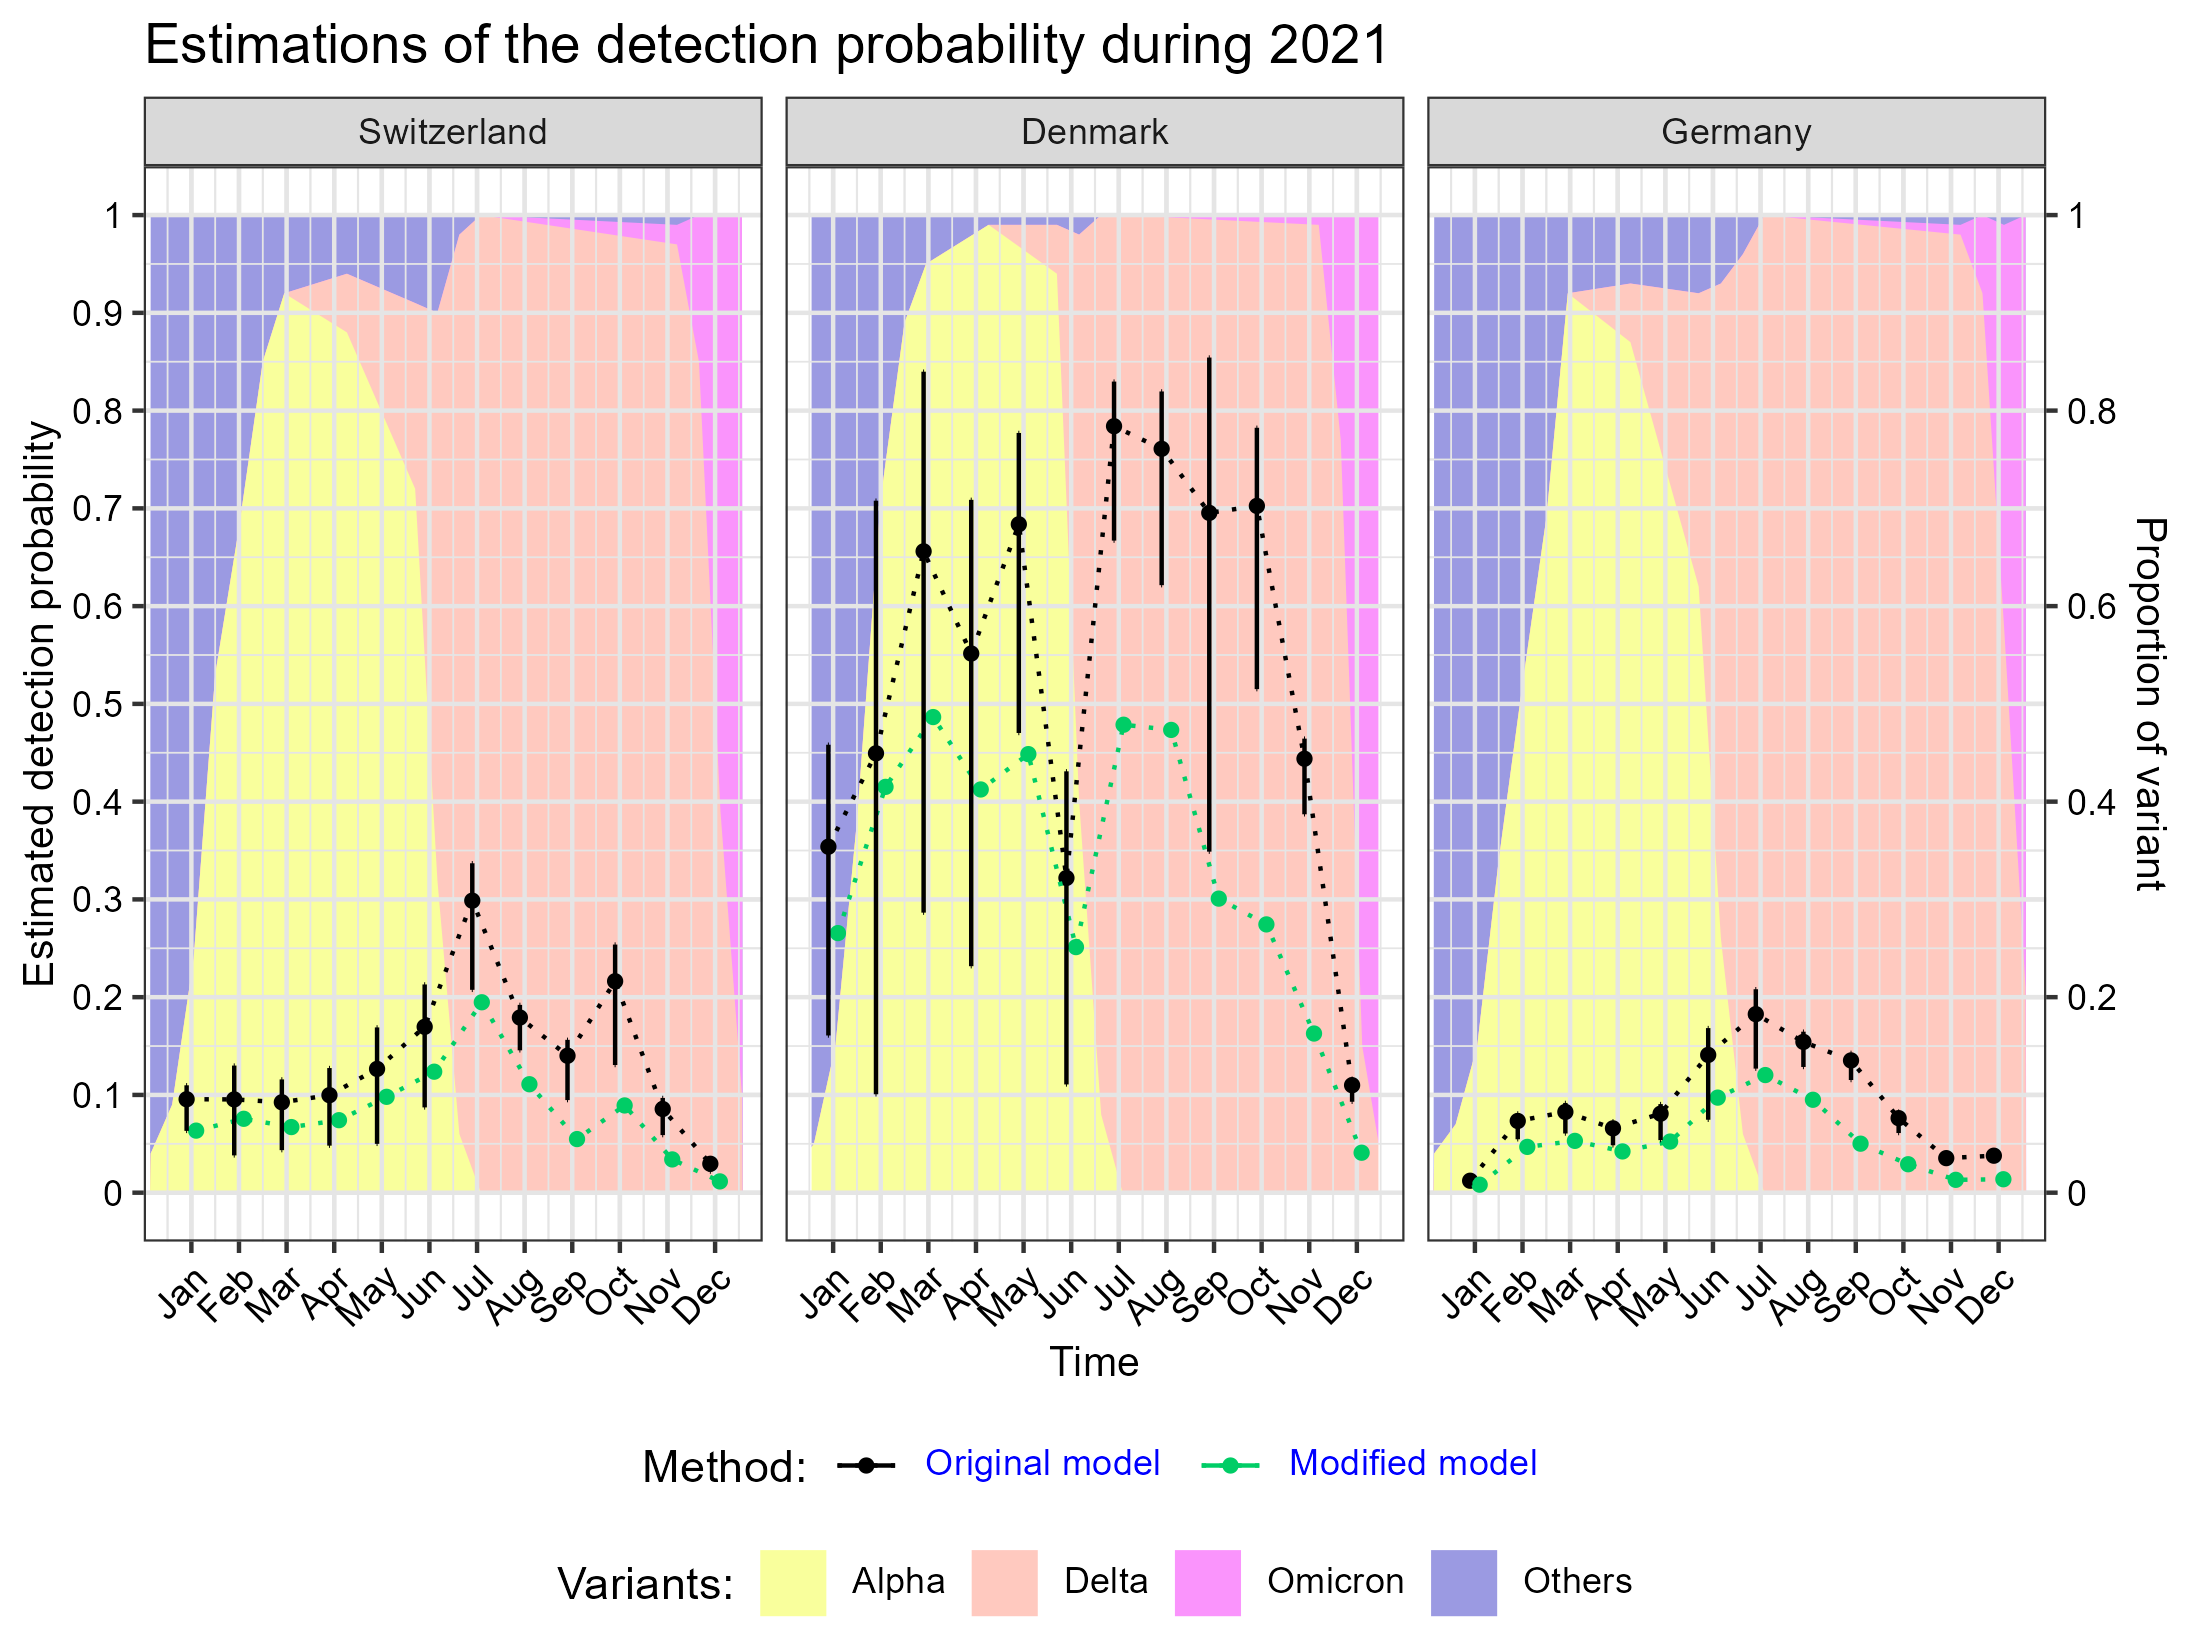 Estimations of the detection probability during 2021
Switzerland
Denmark
Germany
Estimated detection probability
1
0.9
0.8
0.7
0.6
0.5
0.4
0.3
0.2
0.1
0
Jan Feb Mar Apr May Jun Jul Aug Sep Oct Nov Dec
Jan Feb Mar Apr May Jun Jul Aug Sep Oct Nov Dec
Jan Feb Mar Apr May Jun Jul Aug Sep Oct Nov Dec
1
0.8
0.6
0.4
0.2
0
Proportion of variant
Time
Method: Original model Modified model
Variants: Alpha Delta Omicron Others